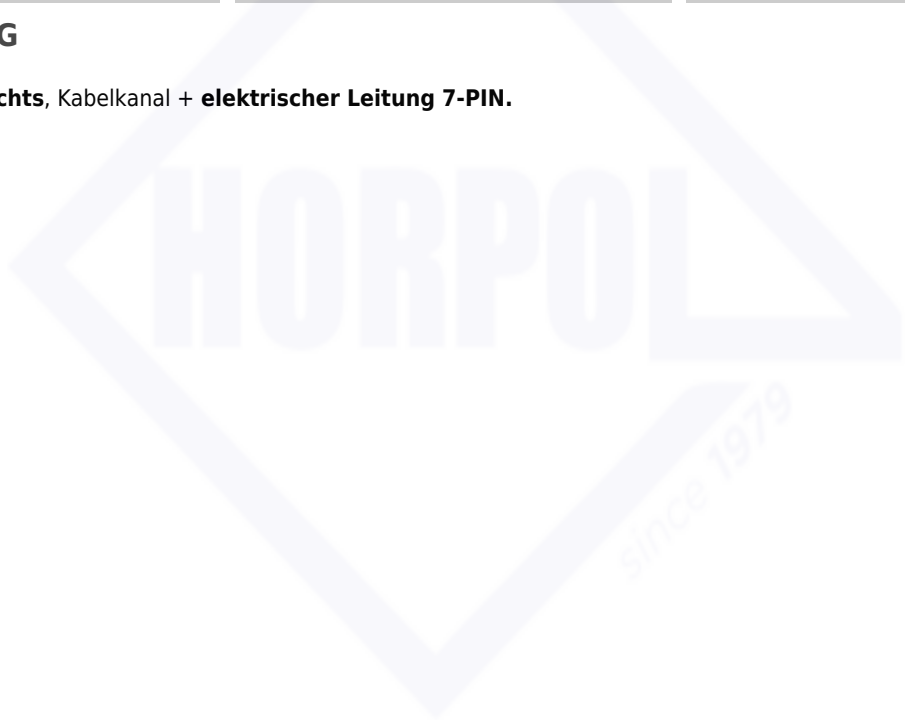 G
chts, Kabelkanal + elektrischer Leitung 7-PIN.
HORPOL
since 1979